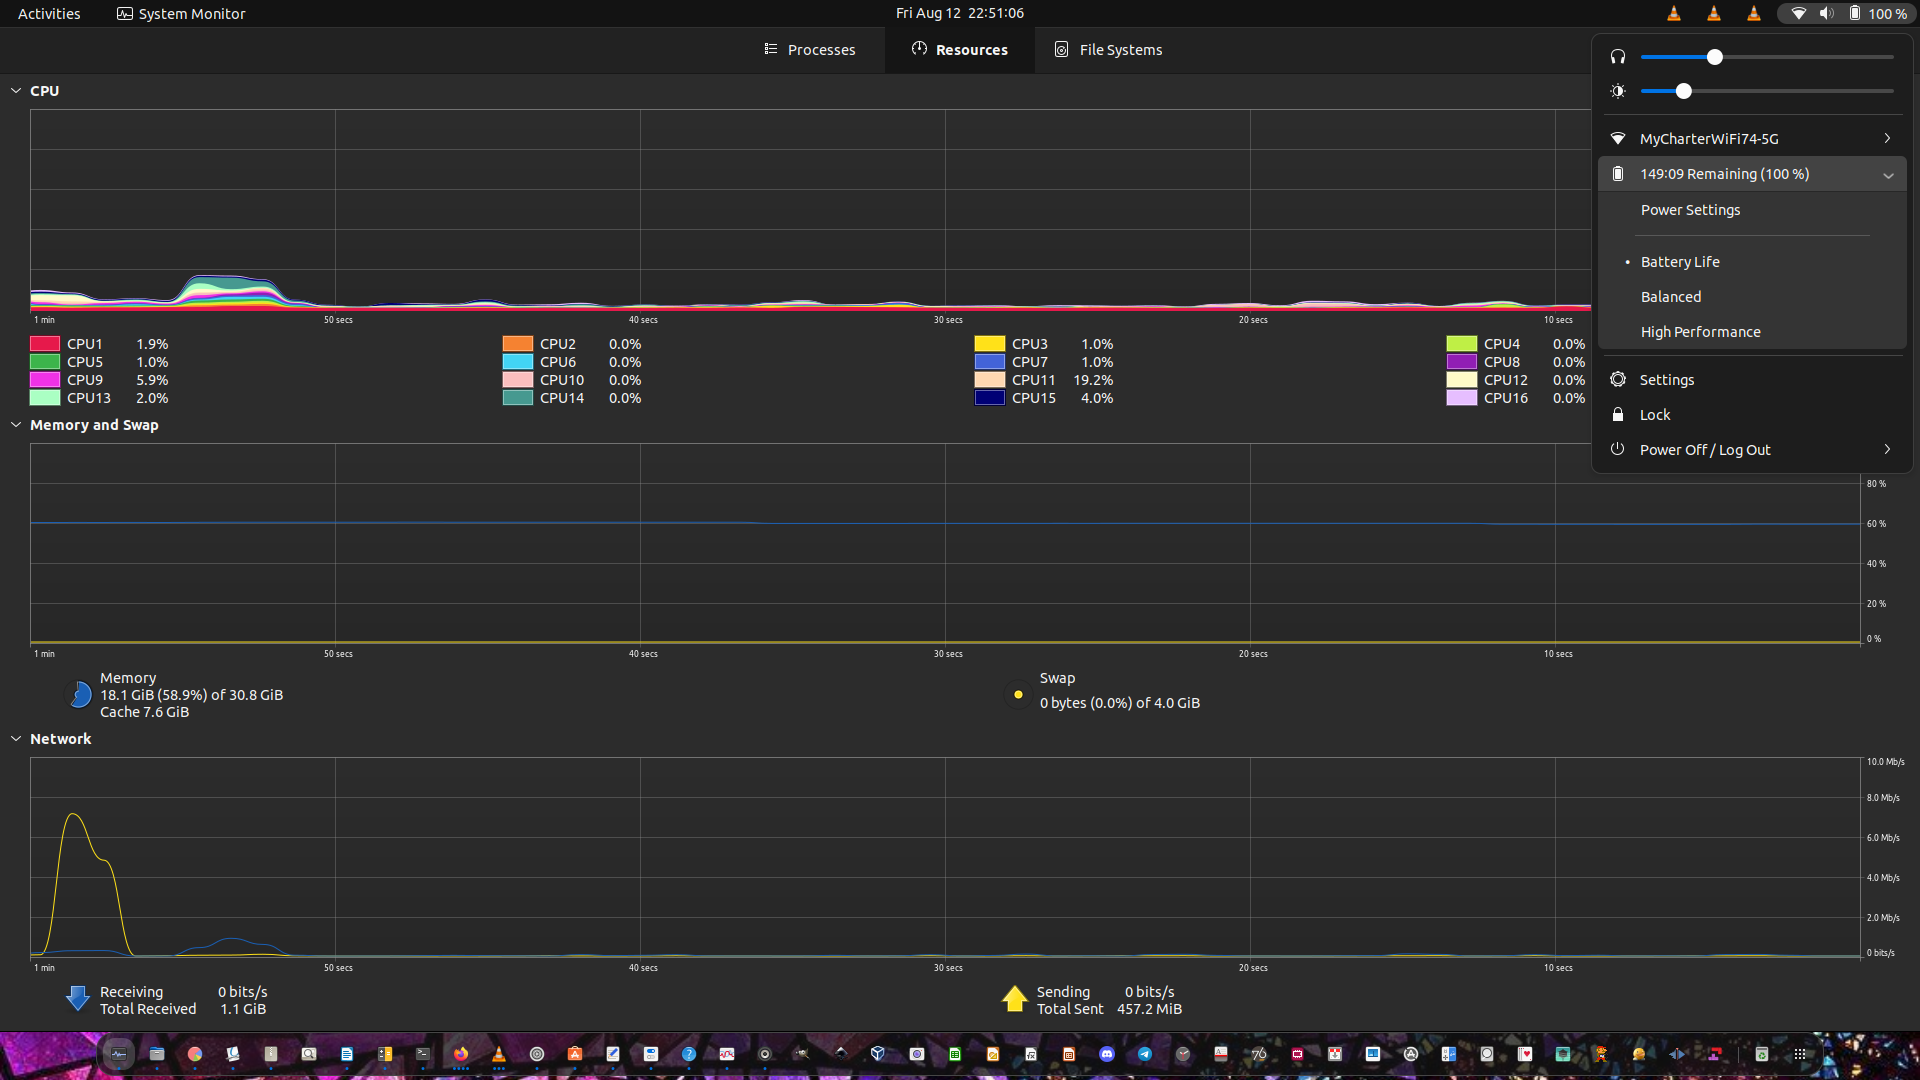 Activities
System Monitor
Fri Aug 12 22:51:06
100 %
Processes
Resources
File Systems
CPU
1 min
50 secs
40 secs
30 secs
20 secs
10 secs
CPU1 1.9%
CPU2 0.0%
CPU3 1.0%
CPU4 0.0%
CPU5 1.0%
CPU6 0.0%
CPU7 1.0%
CPU8 0.0%
CPU9 5.9%
CPU10 0.0%
CPU11 19.2%
CPU12 0.0%
CPU13 2.0%
CPU14 0.0%
CPU15 4.0%
CPU16 0.0%
MyCharterWiFi74-5G
149:09 Remaining (100 %)
Power Settings
Battery Life
Balanced
High Performance
Settings
Lock
Power Off / Log Out
Memory and Swap
80 %
60 %
40 %
20 %
0 %
1 min
50 secs
40 secs
30 secs
20 secs
10 secs
Memory
18.1 GiB (58.9%) of 30.8 GiB
Cache 7.6 GiB
Swap
0 bytes (0.0%) of 4.0 GiB
Network
10.0 Mb/s
8.0 Mb/s
6.0 Mb/s
4.0 Mb/s
2.0 Mb/s
0 bits/s
1 min
50 secs
40 secs
30 secs
20 secs
10 secs
Receiving 0 bits/s
Total Received 1.1 GiB
Sending 0 bits/s
Total Sent 457.2 MiB
76